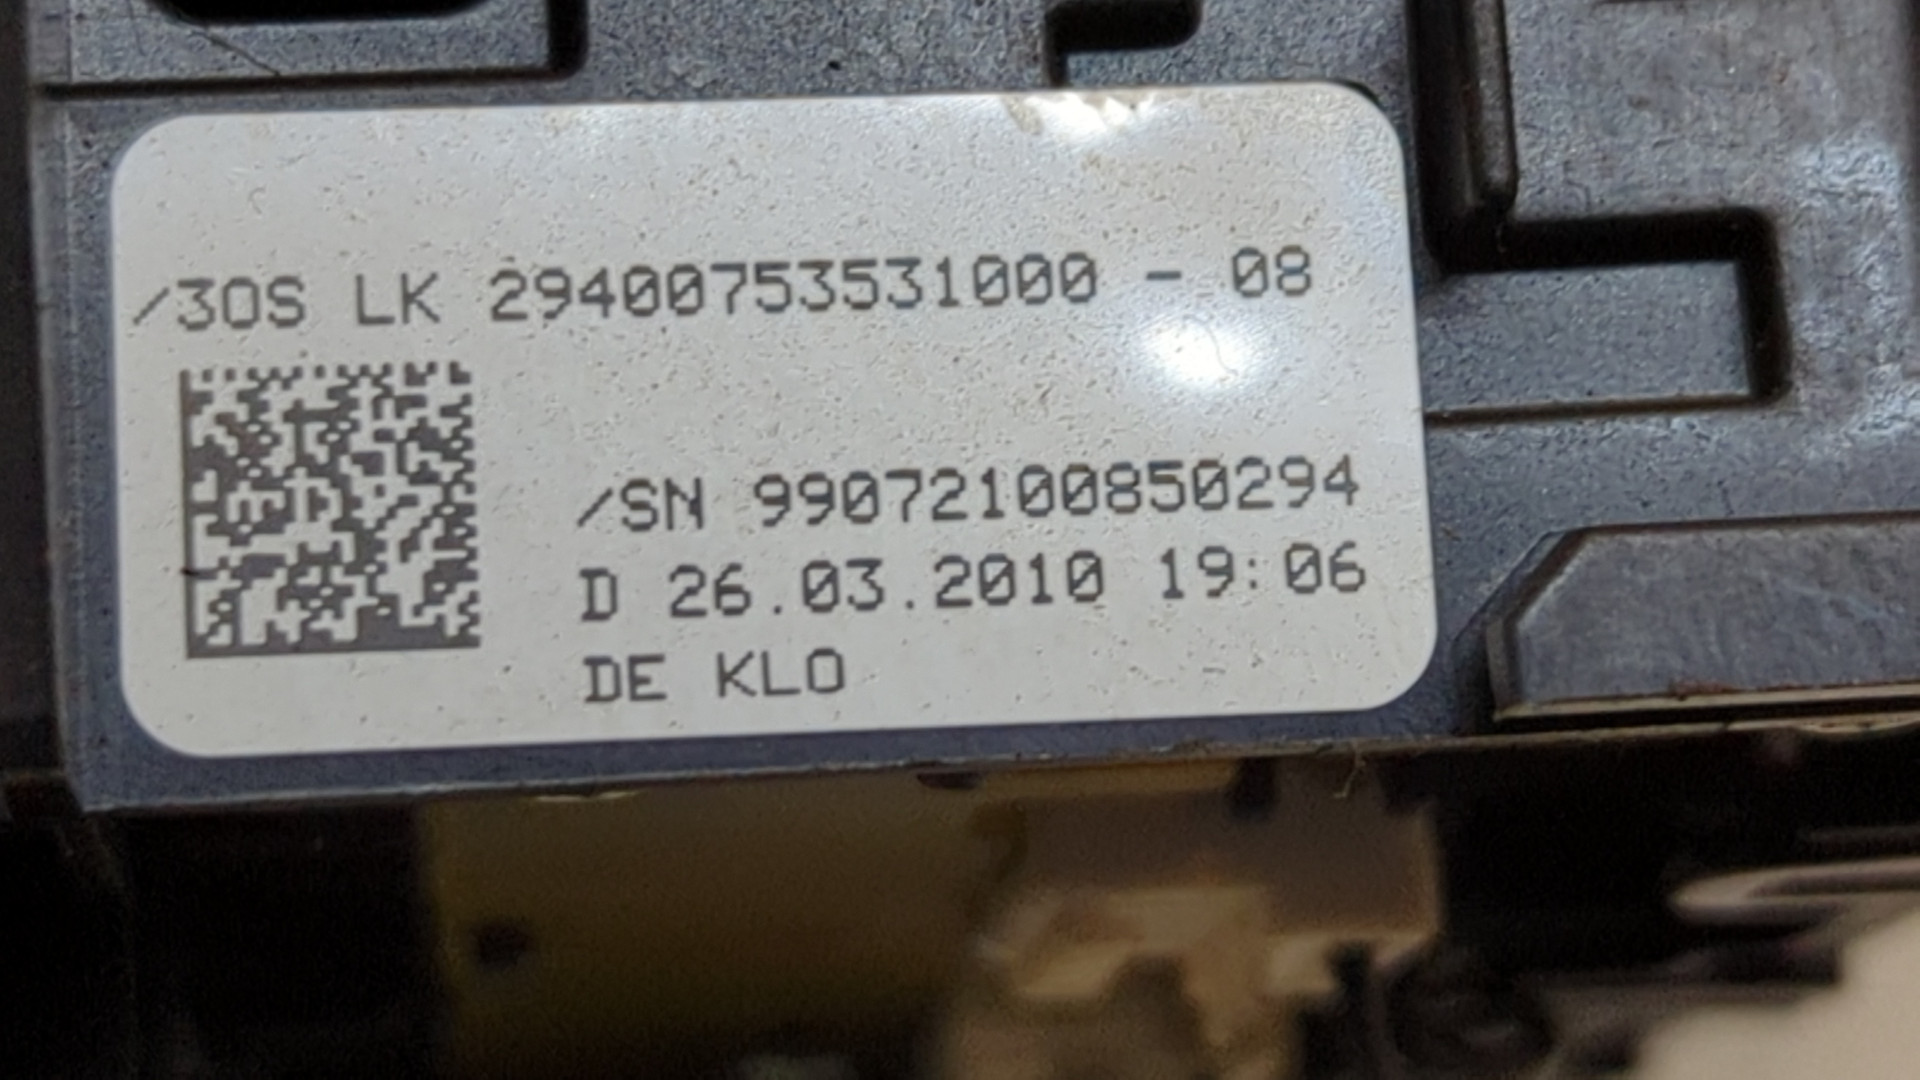 /30S LK 29400753531000 - 08
/SN 99072100850294
D 26.03.2010 19:06
DE KLO